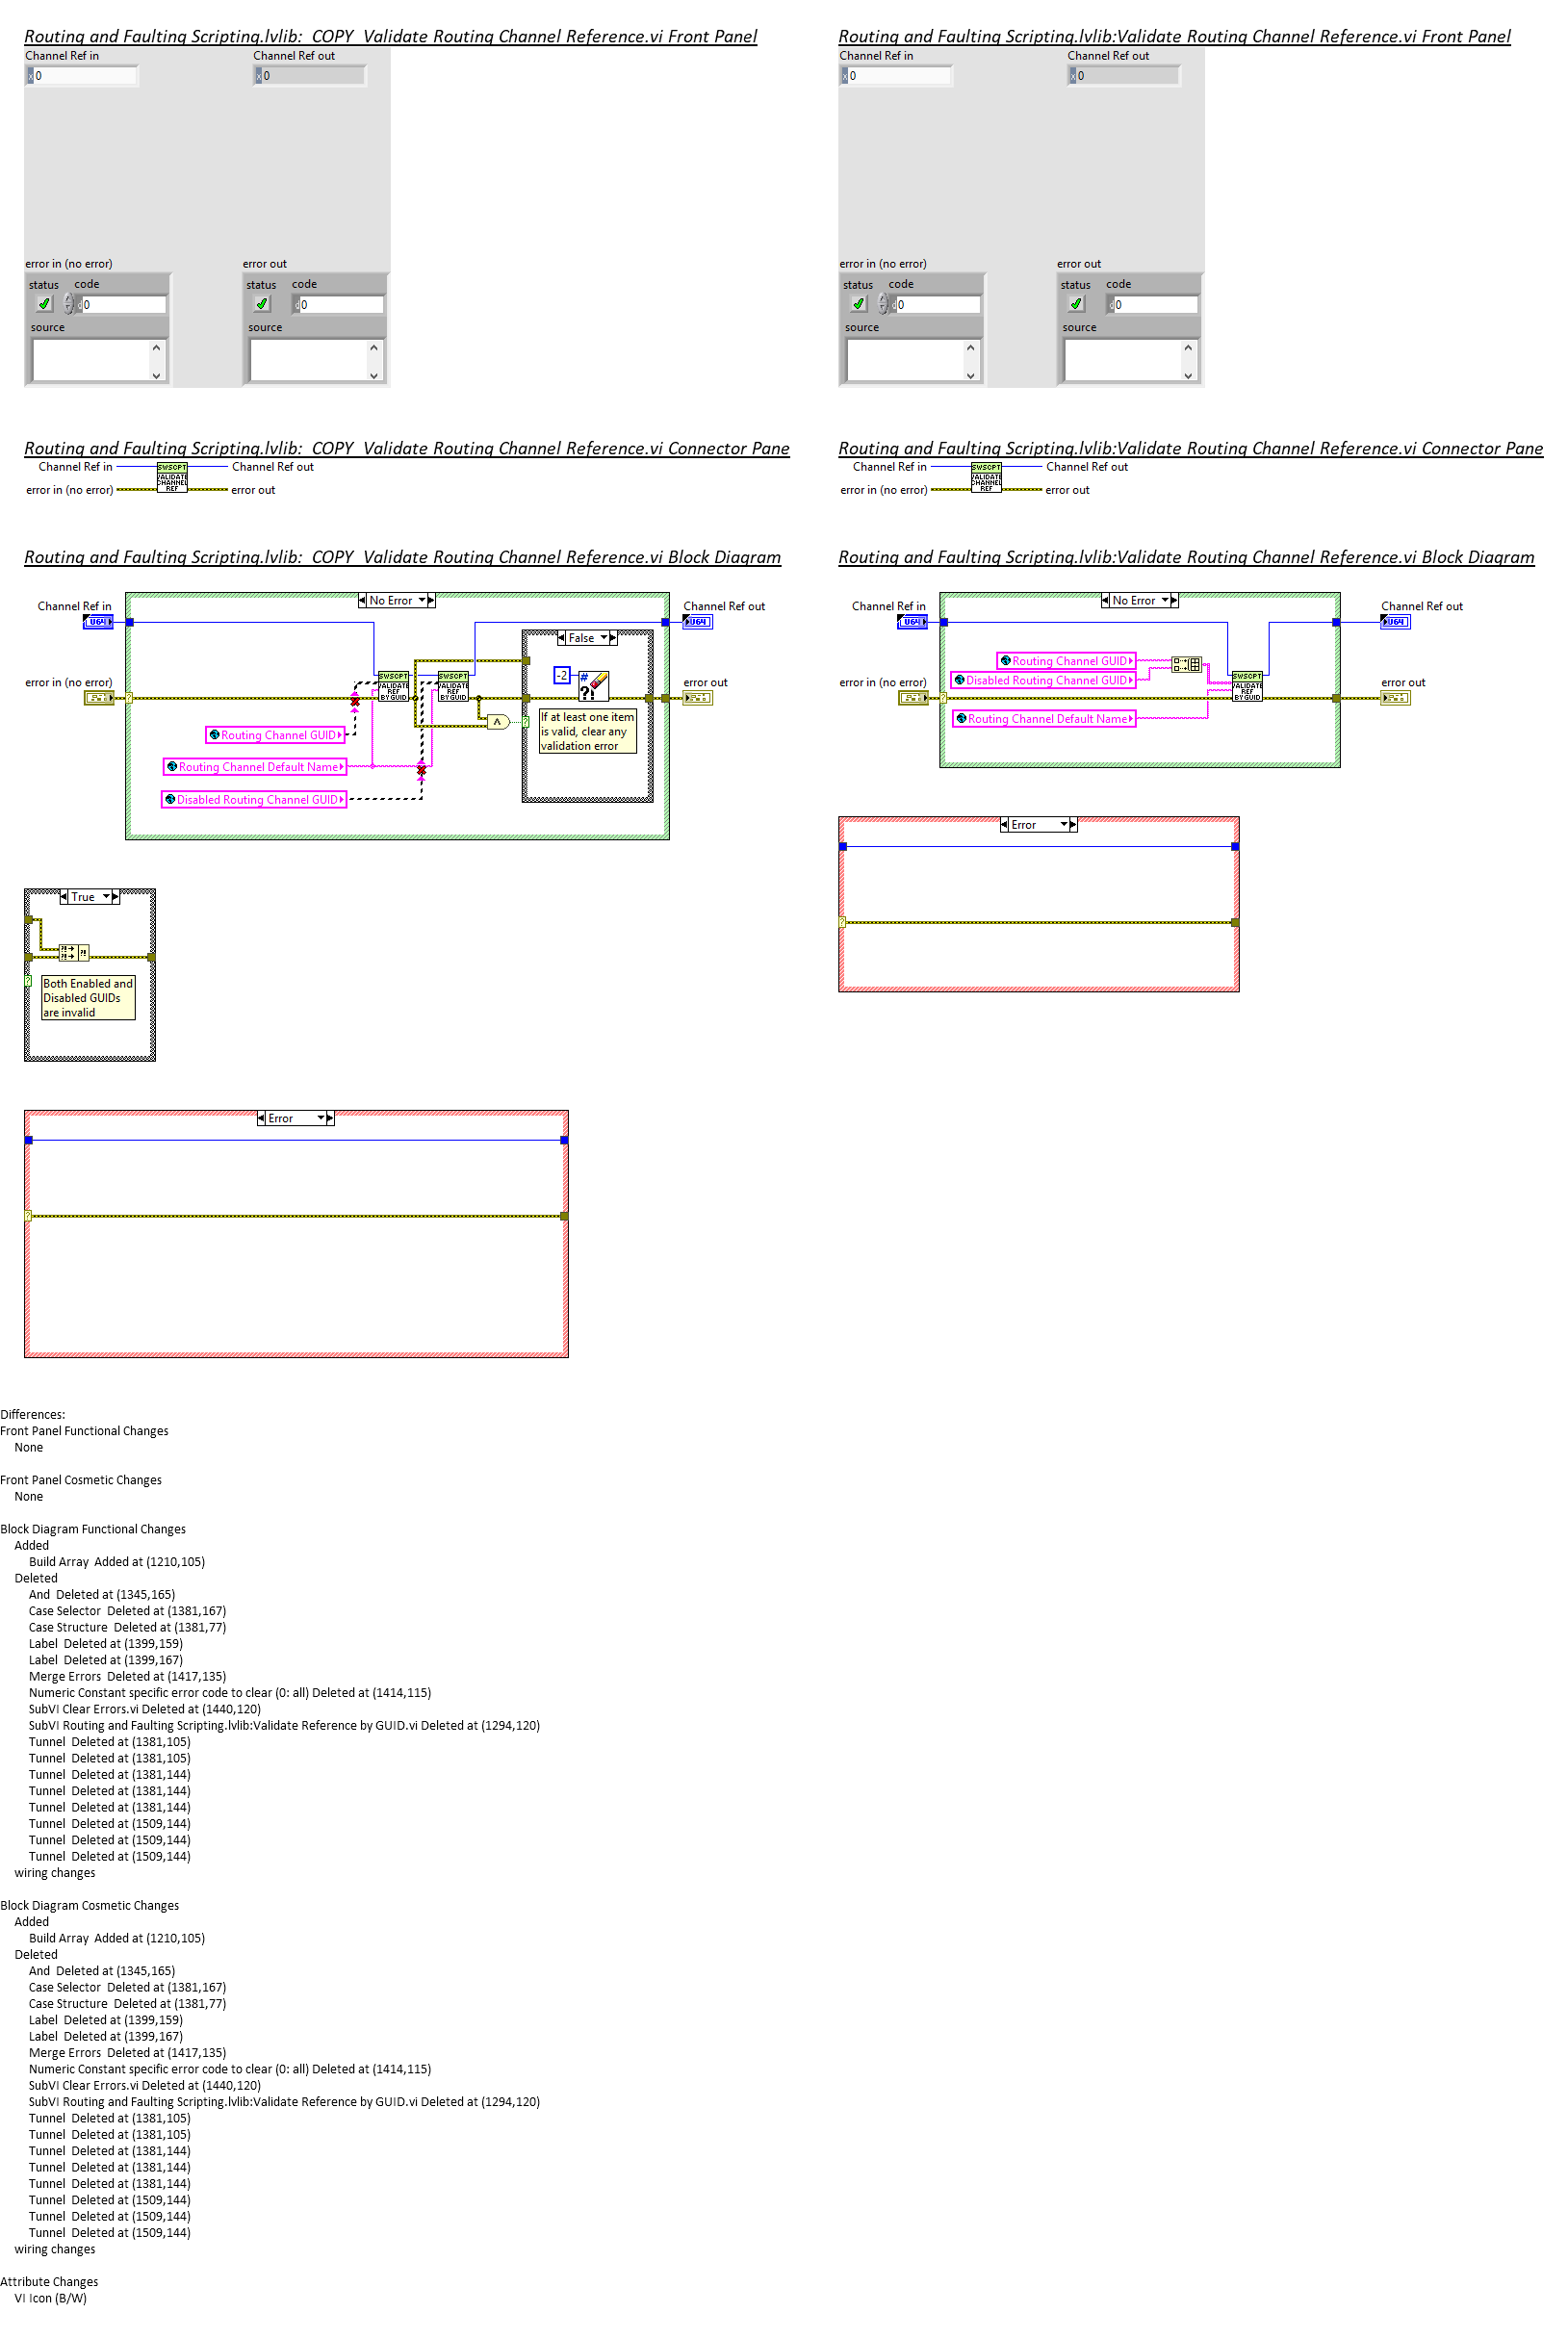 Routing and Faulting Scripting.lvlib:  COPY  Validate Routing Channel Reference.vi Front Panel
Channel Ref in
Channel Ref out
x 0
x 0
error in (no error)
error out
status
code
status
code
d 0
d 0
source
source
Routing and Faulting Scripting.lvlib:  COPY  Validate Routing Channel Reference.vi Connector Pane
Channel Ref in
SWSCPT
VALIDATE
CHANNEL
REF
Channel Ref out
error in (no error)
error out
Routing and Faulting Scripting.lvlib:  COPY  Validate Routing Channel Reference.vi Block Diagram
No Error
Channel Ref in
U64
Channel Ref out
U64
False
error in (no error)
SWSCPT
VALIDATE
REF
BY GUID
SWSCPT
VALIDATE
REF
BY GUID
-2
#
?!
error out
?
Λ
?
If at least one item
is valid, clear any
validation error
Routing Channel GUID
Routing Channel Default Name
Disabled Routing Channel GUID
True
?!
?!
?!
?
Both Enabled and
Disabled GUIDs
are invalid
Error
?
Routing and Faulting Scripting.lvlib:Validate Routing Channel Reference.vi Front Panel
Channel Ref in
Channel Ref out
x 0
x 0
error in (no error)
error out
status
code
status
code
d 0
d 0
source
source
Routing and Faulting Scripting.lvlib:Validate Routing Channel Reference.vi Connector Pane
Channel Ref in
SWSCPT
VALIDATE
CHANNEL
REF
Channel Ref out
error in (no error)
error out
Routing and Faulting Scripting.lvlib:Validate Routing Channel Reference.vi Block Diagram
No Error
Channel Ref in
U64
Channel Ref out
U64
Routing Channel GUID
Disabled Routing Channel GUID
error in (no error)
SWSCPT
VALIDATE
REF
BY GUID
error out
?
Routing Channel Default Name
Error
?
Differences:
Front Panel Functional Changes
None
Front Panel Cosmetic Changes
None
Block Diagram Functional Changes
Added
Build Array  Added at (1210,105)
Deleted
And  Deleted at (1345,165)
Case Selector  Deleted at (1381,167)
Case Structure  Deleted at (1381,77)
Label  Deleted at (1399,159)
Label  Deleted at (1399,167)
Merge Errors  Deleted at (1417,135)
Numeric Constant specific error code to clear (0: all) Deleted at (1414,115)
SubVI Clear Errors.vi Deleted at (1440,120)
SubVI Routing and Faulting Scripting.lvlib:Validate Reference by GUID.vi Deleted at (1294,120)
Tunnel  Deleted at (1381,105)
Tunnel  Deleted at (1381,105)
Tunnel  Deleted at (1381,144)
Tunnel  Deleted at (1381,144)
Tunnel  Deleted at (1381,144)
Tunnel  Deleted at (1509,144)
Tunnel  Deleted at (1509,144)
Tunnel  Deleted at (1509,144)
wiring changes
Block Diagram Cosmetic Changes
Added
Build Array  Added at (1210,105)
Deleted
And  Deleted at (1345,165)
Case Selector  Deleted at (1381,167)
Case Structure  Deleted at (1381,77)
Label  Deleted at (1399,159)
Label  Deleted at (1399,167)
Merge Errors  Deleted at (1417,135)
Numeric Constant specific error code to clear (0: all) Deleted at (1414,115)
SubVI Clear Errors.vi Deleted at (1440,120)
SubVI Routing and Faulting Scripting.lvlib:Validate Reference by GUID.vi Deleted at (1294,120)
Tunnel  Deleted at (1381,105)
Tunnel  Deleted at (1381,105)
Tunnel  Deleted at (1381,144)
Tunnel  Deleted at (1381,144)
Tunnel  Deleted at (1381,144)
Tunnel  Deleted at (1509,144)
Tunnel  Deleted at (1509,144)
Tunnel  Deleted at (1509,144)
wiring changes
Attribute Changes
VI Icon (B/W)